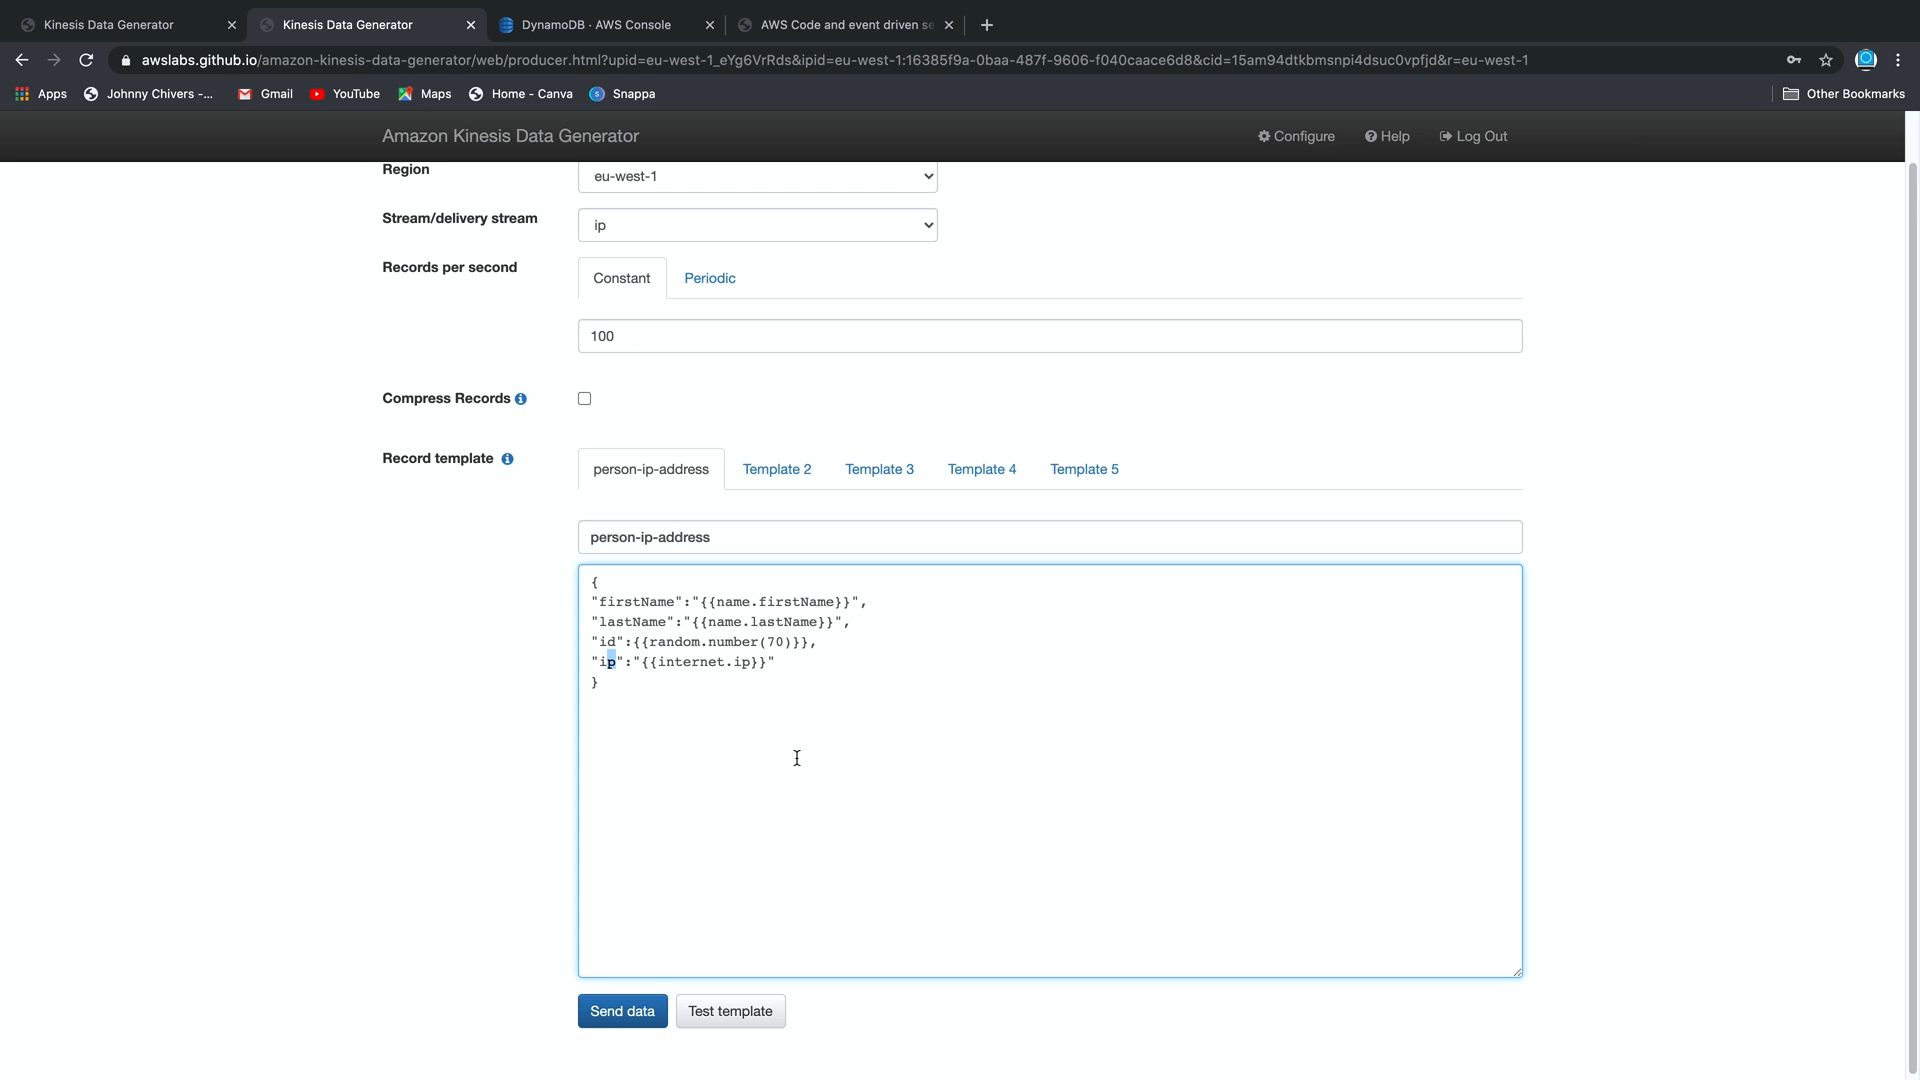 Kinesis Data Generator
Kinesis Data Generator
DynamoDB · AWS Console
AWS Code and event driven se
awslabs.github.io/amazon-kinesis-data-generator/web/producer.html?upid=eu-west-1_eYg6VrRds&ipid=eu-west-1:16385f9a-0baa-487f-9606-f040caace6d8&cid=15am94dtkbmsnpi4dsuc0vpfjd&r=eu-west-1
Apps
Johnny Chivers -...
Gmail
YouTube
Maps
Home - Canva
Snappa
Other Bookmarks
Amazon Kinesis Data Generator
Configure
Help
Log Out
Region
eu-west-1
Stream/delivery stream
ip
Records per second
Constant
Periodic
100
Compress Records
Record template
person-ip-address
Template 2
Template 3
Template 4
Template 5
person-ip-address
{
"firstName":"{{name.firstName}}",
"lastName":"{{name.lastName}}",
"id":{{random.number(70)}},
"ip":"{{internet.ip}}"
}
Send data
Test template